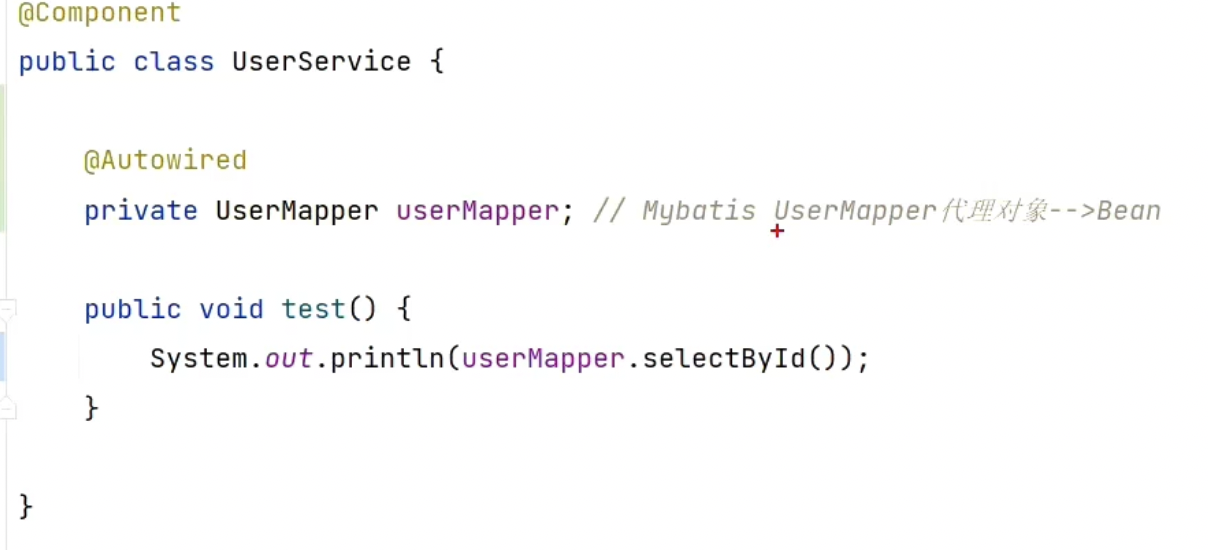 @Component
public class UserService {
@Autowired
private UserMapper userMapper; // Mybatis UserMapper代理对象-->Bean
public void test() {
System.out.println(userMapper.selectById());
}
}